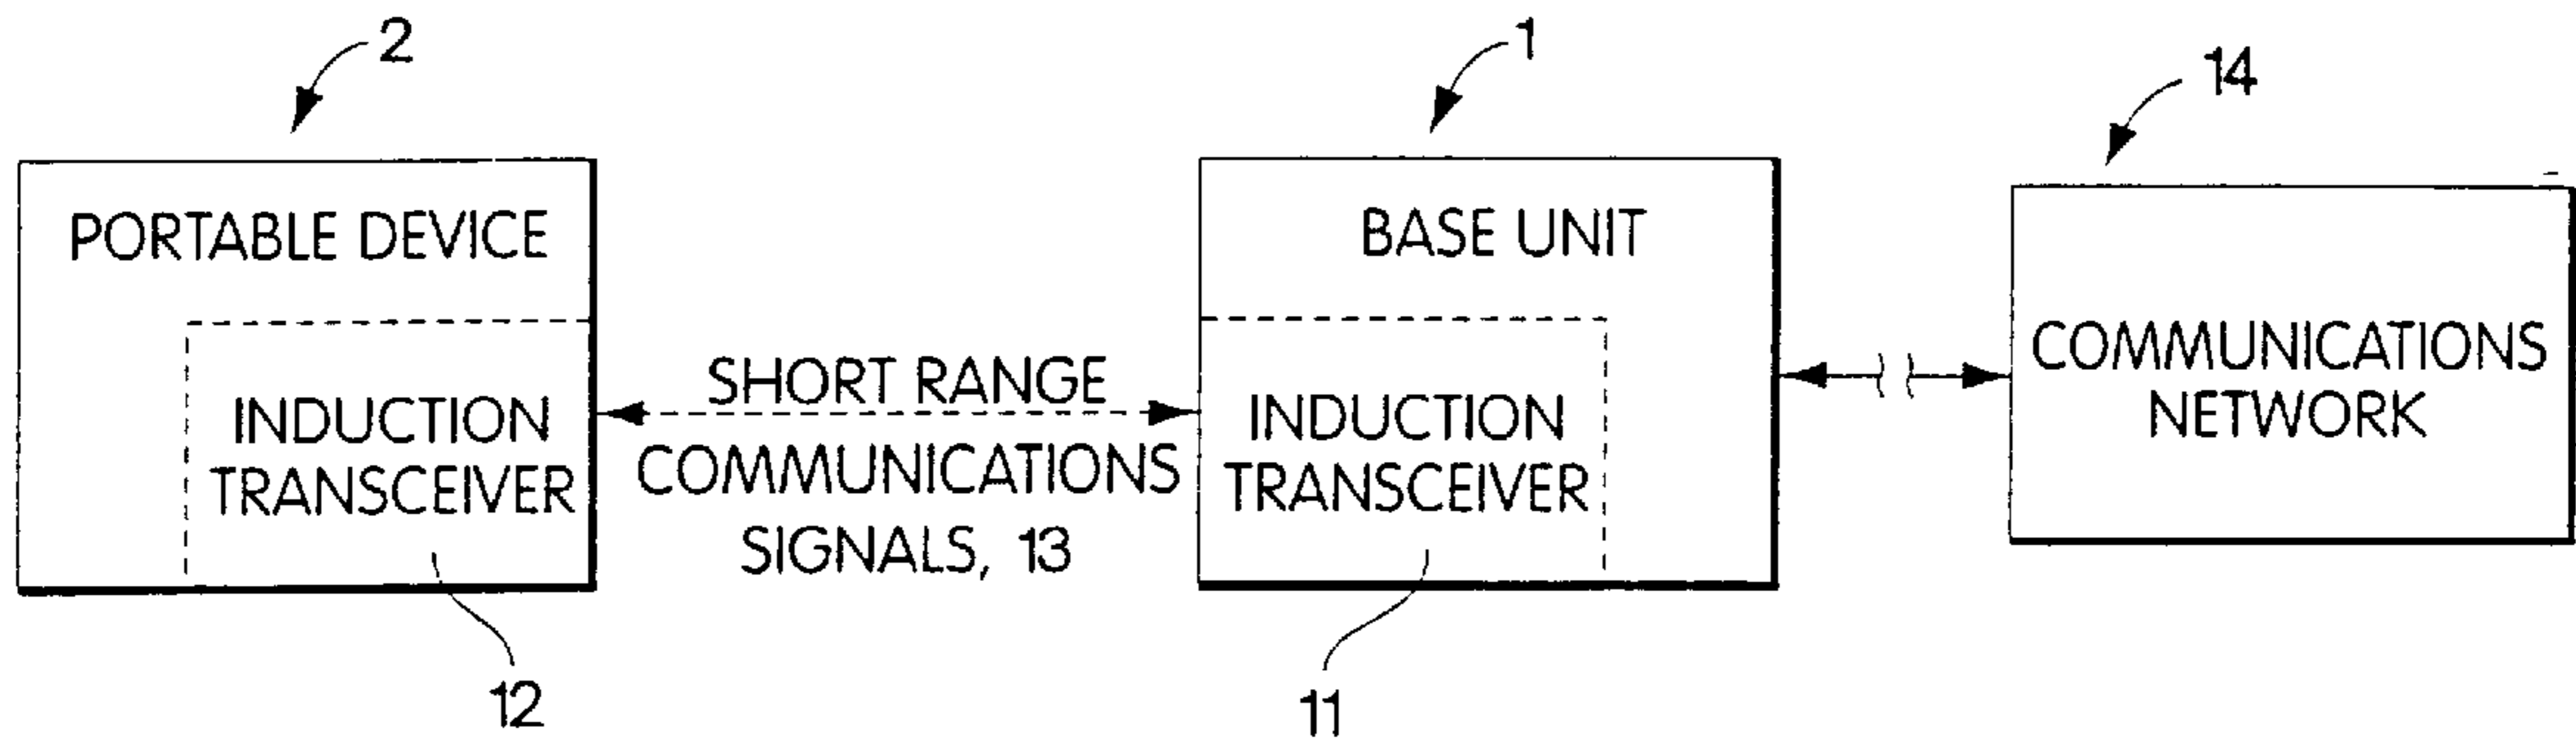 2
1
14
PORTABLE DEVICE
INDUCTION
TRANSCEIVER
12
SHORT RANGE
COMMUNICATIONS
SIGNALS, 13
BASE UNIT
INDUCTION
TRANSCEIVER
11
COMMUNICATIONS
NETWORK